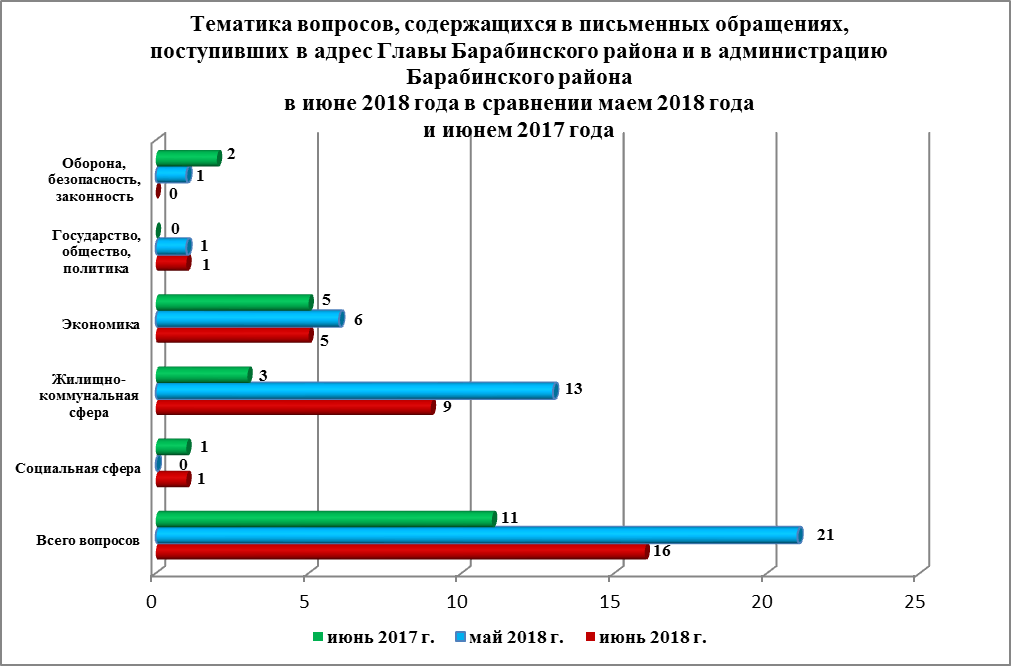 Тематика вопросов, содержащихся в письменных обращениях,
поступивших в адрес Главы Барабинского района и в администрацию
Барабинского района
в июне 2018 года в сравнении маем 2018 года
и июнем 2017 года
Оборона,
безопасность,
законность
2
1
0
Государство,
общество,
политика
0
1
1
Экономика
5
6
5
Жилищно-
коммунальная
сфера
3
13
9
Социальная сфера
1
0
1
Всего вопросов
11
21
16
0 5 10 15 20 25
июнь 2017 г. май 2018 г. июнь 2018 г.